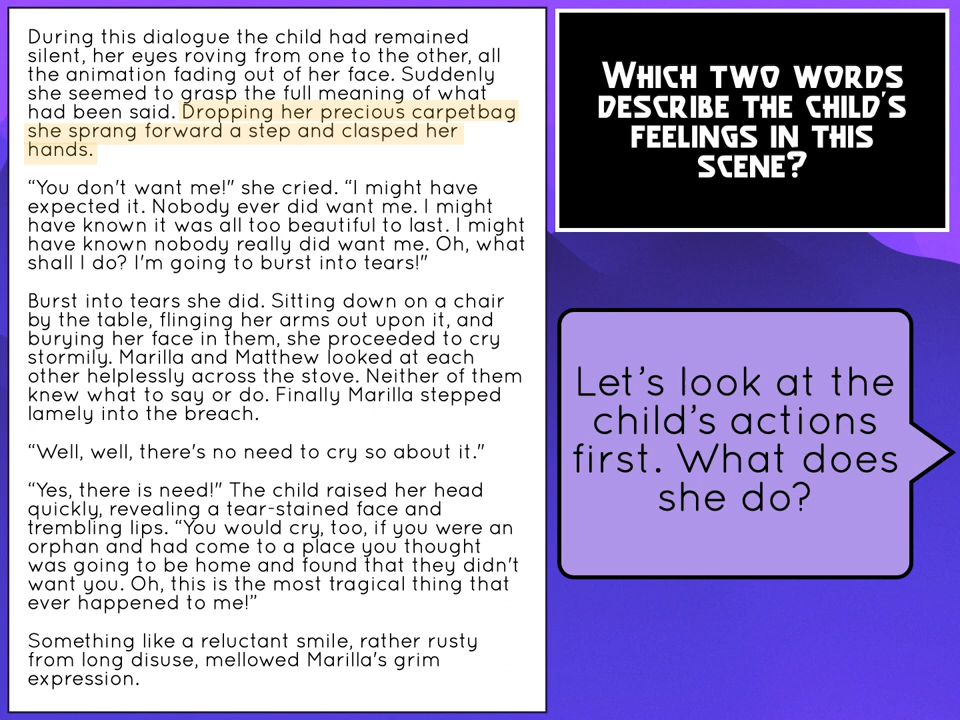 During this dialogue the child had remained
silent, her eyes roving from one to the other, all
the animation fading out of her face. Suddenly
she seemed to grasp the full meaning of what
had been said. Dropping her precious carpetbag
she sprang forward a step and clasped her
hands.
“You don't want me!" she cried. “I might have
expected it. Nobody ever did want me. I might
have known it was all too beautiful to last. I might
have known nobody really did want me. Oh, what
shall I do? I'm going to burst into tears!"
Burst into tears she did. Sitting down on a chair
by the table, flinging her arms out upon it, and
burying her face in them, she proceeded to cry
stormily. Marilla and Matthew looked at each
other helplessly across the stove. Neither of them
knew what to say or do. Finally Marilla stepped
lamely into the breach.
“Well, well, there's no need to cry so about it."
“Yes, there is need!" The child raised her head
quickly, revealing a tear-stained face and
trembling lips. “You would cry, too, if you were an
orphan and had come to a place you thought
was going to be home and found that they didn't
want you. Oh, this is the most tragical thing that
ever happened to me!”
Something like a reluctant smile, rather rusty
from long disuse, mellowed Marilla's grim
expression.
Which two words
describe the child's
feelings in this
scene?
Let's look at the
child's actions
first. What does
she do?